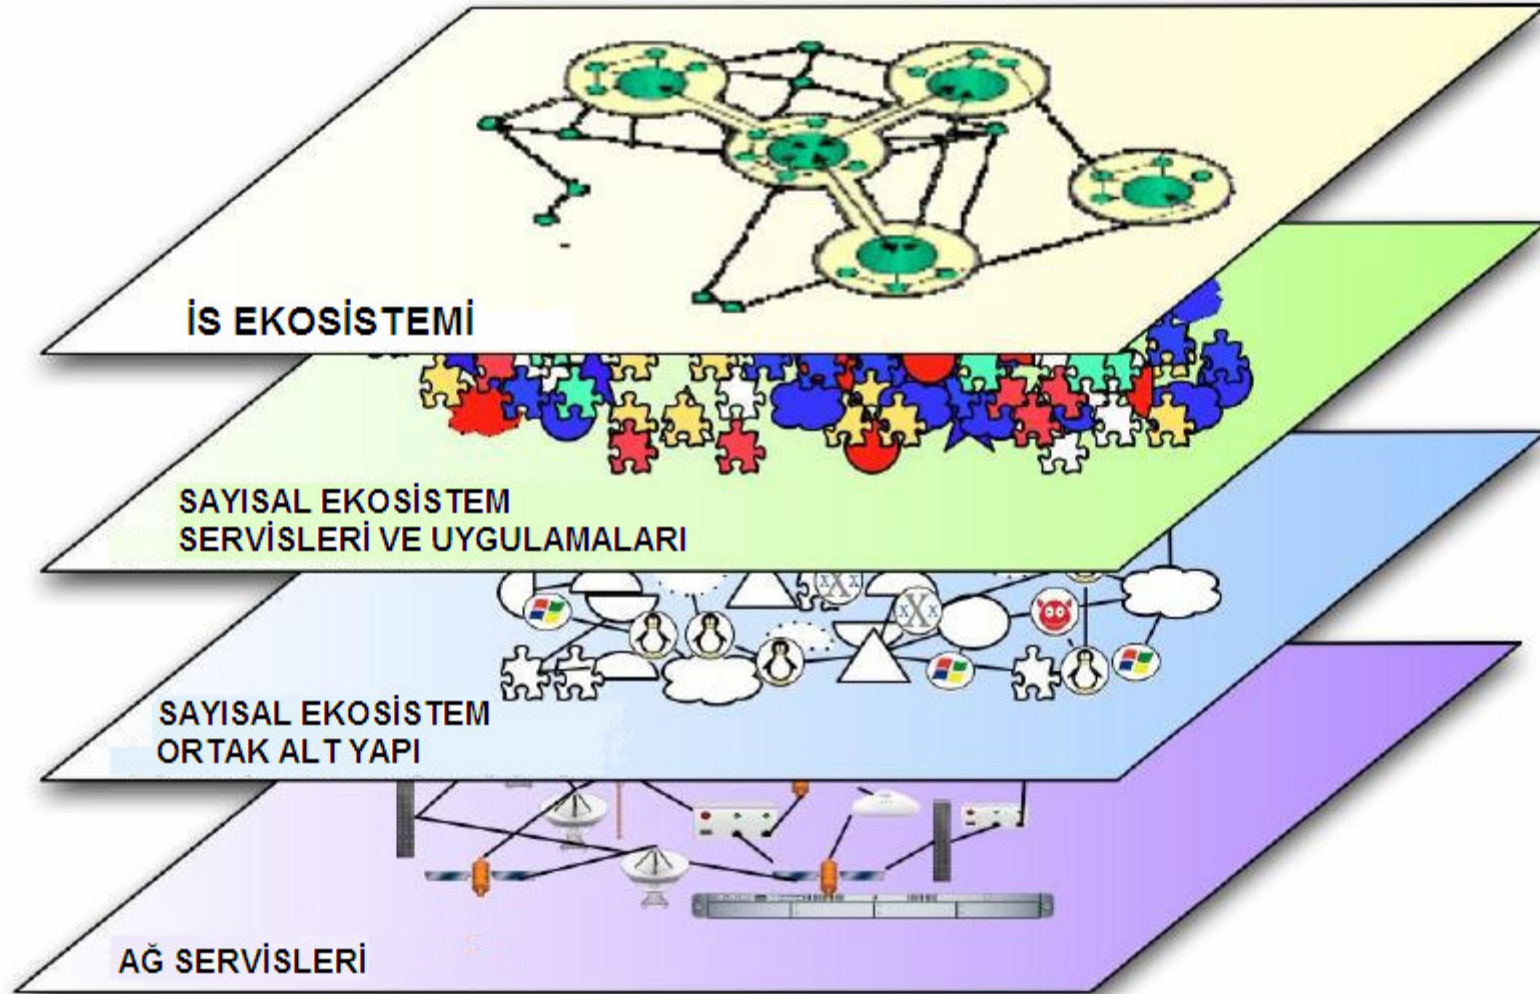 İS EKOSİSTEMİ
SAYISAL EKOSİSTEM
SERVİSLERİ VE UYGULAMALARI
X X x
X X x
SAYISAL EKOSİSTEM
ORTAK ALT YAPI
AĞ SERVİSLERİ